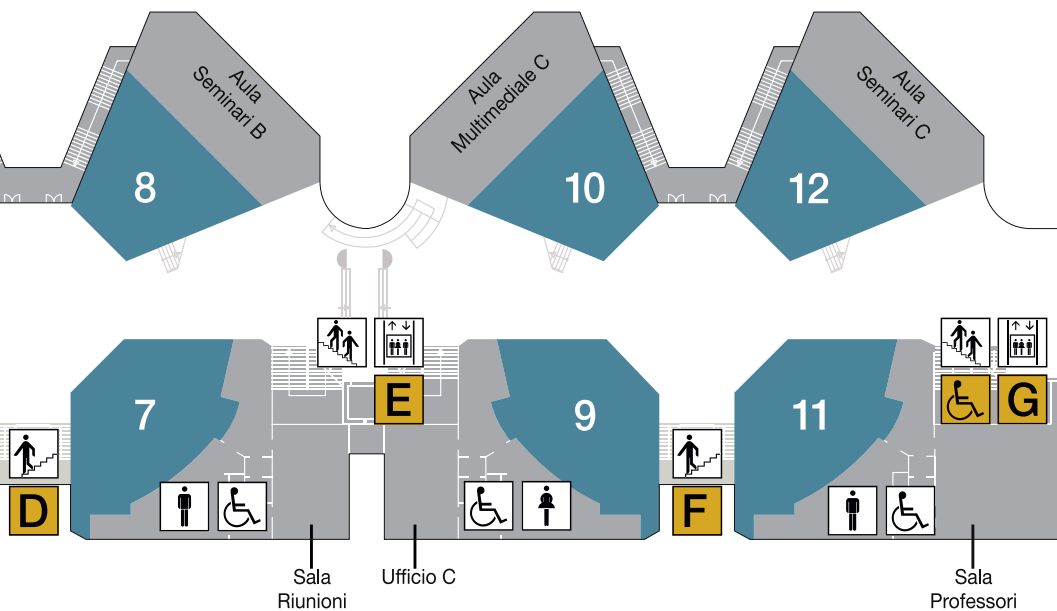 Aula
Seminari B
Aula
Multimediale C
Aula
Seminari C
8
10
12
7
E
9
11
G
D
F
Sala
Riunioni
Ufficio C
Sala
Professori